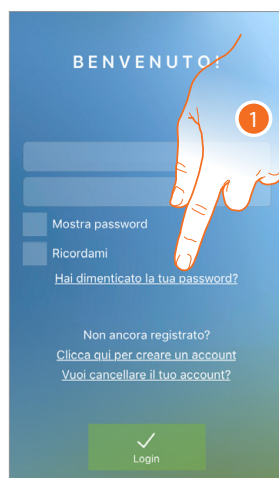 BENVENUTO!
1
Mostra password
Ricordami
Hai dimenticato la tua password?
Non ancora registrato?
Clicca qui per creare un account
Vuoi cancellare il tuo account?
Login